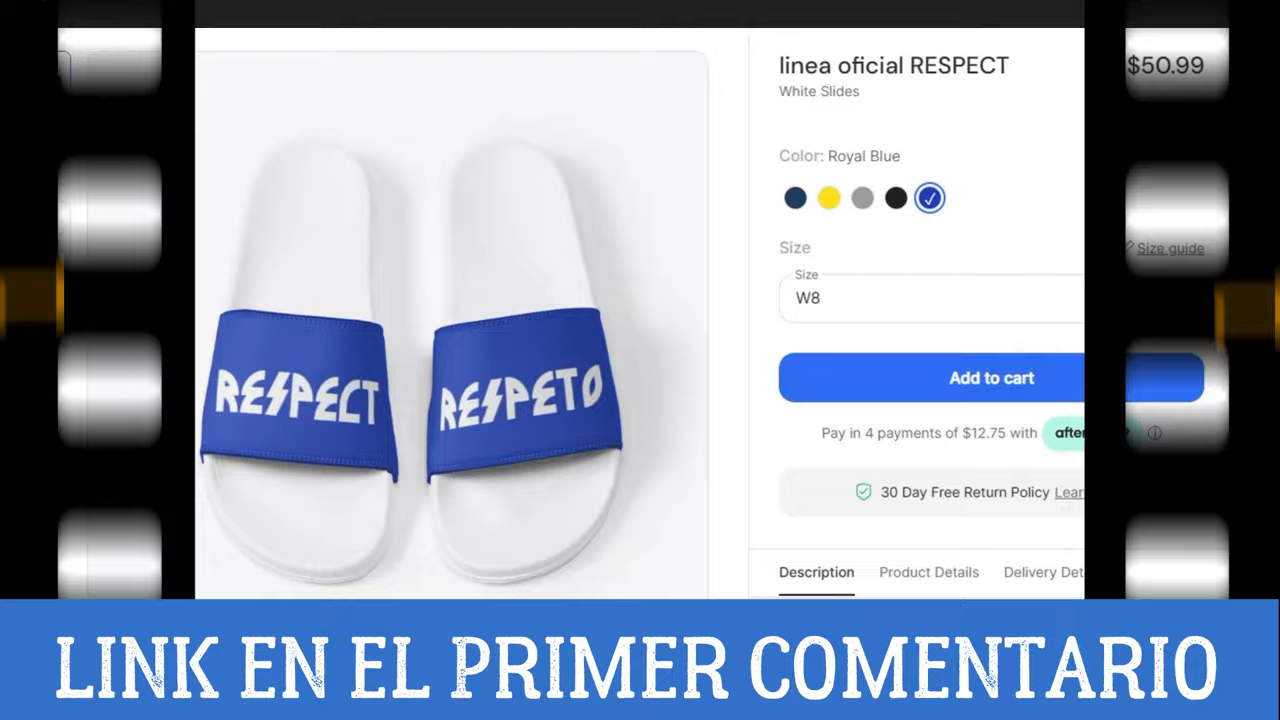 linea oficial RESPECT
$50.99
White Slides
Color: Royal Blue
Size
Size guide
Size
W8
RESPECT
RESPETO
Add to cart
Pay in 4 payments of $12.75 with
30 Day Free Return Policy
Description
Product Details
Delivery
LINK EN EL PRIMER COMENTARIO